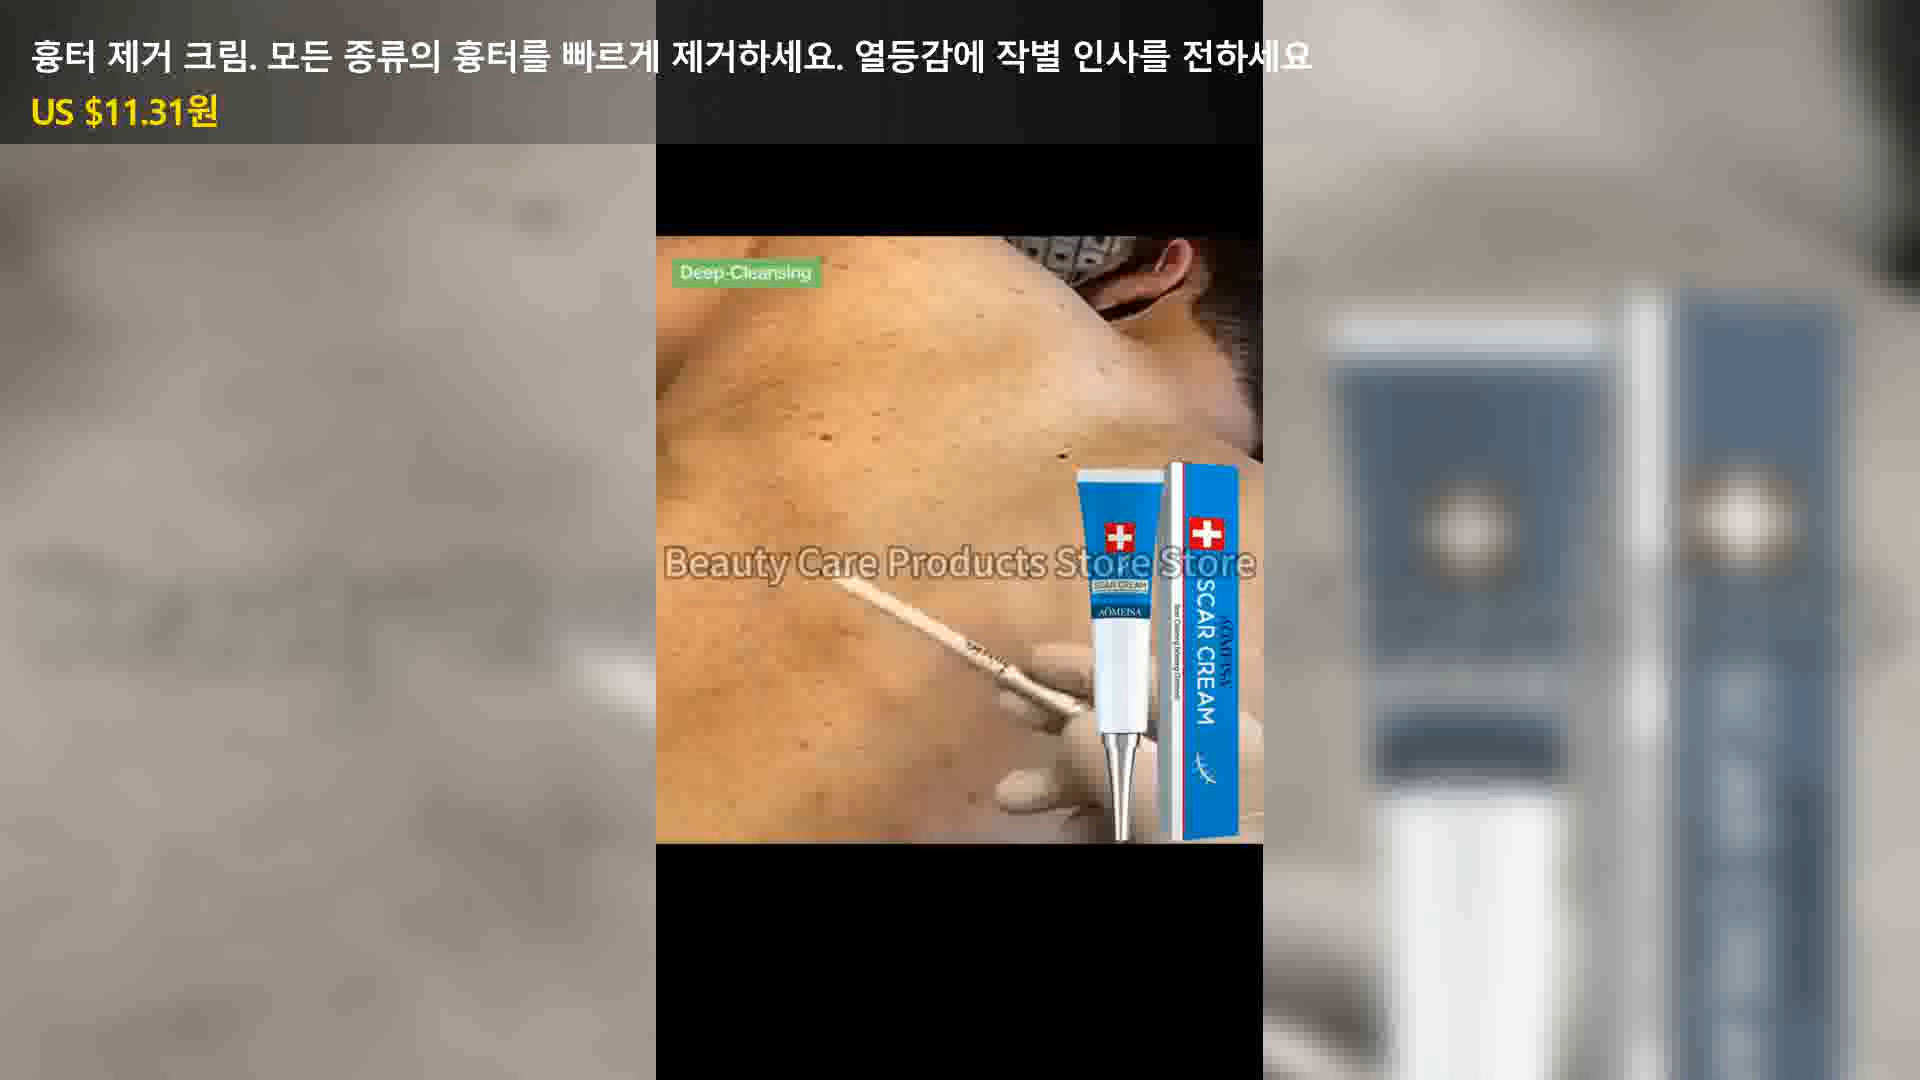 흉터 제거 크림. 모든 종류의 흉터를 빠르게 제거하세요. 열등감에 작별 인사를 전하세요
US $11.31원
Deep-Cleansing
Beauty Care Products Store Store
SCAR CREAM
AOMEISA
AOMEISA
SCAR CREAM